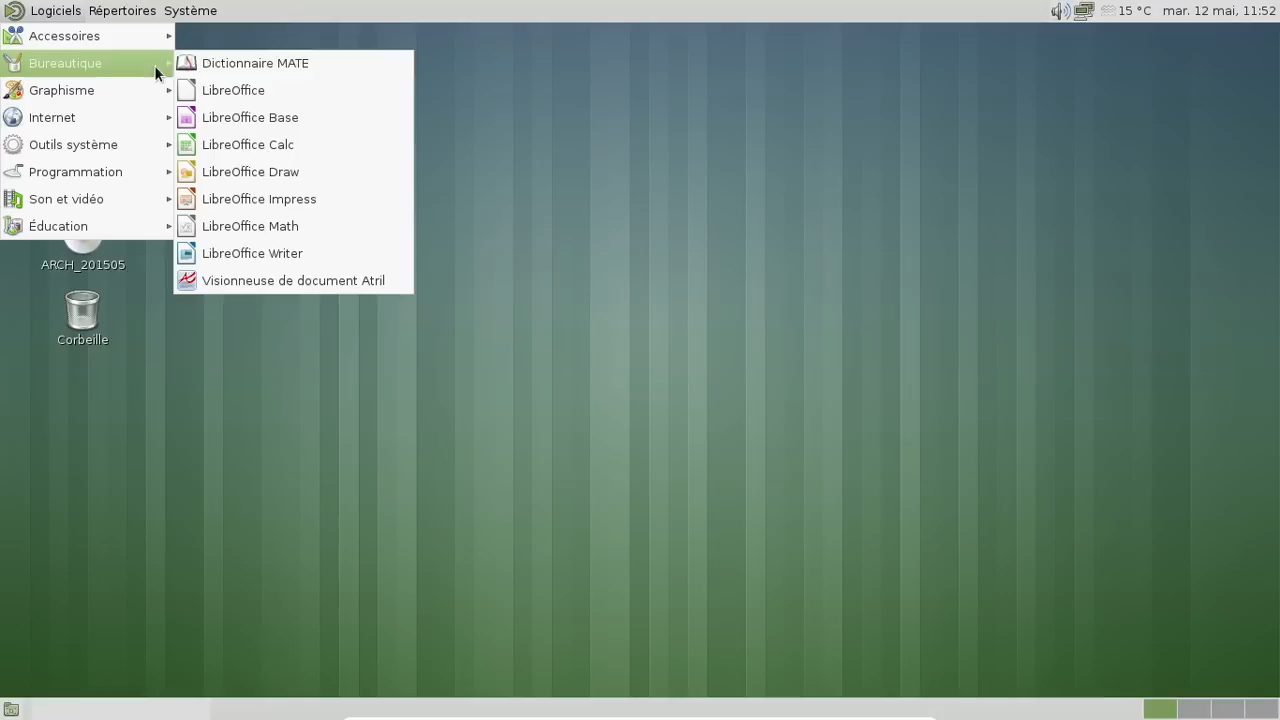 Logiciels Répertoires Système
15 °C mar. 12 mai, 11:52
Accessoires
Bureautique
Graphisme
Internet
Outils système
Programmation
Son et vidéo
Éducation
Dictionnaire MATE
LibreOffice
LibreOffice Base
LibreOffice Calc
LibreOffice Draw
LibreOffice Impress
LibreOffice Math
LibreOffice Writer
Visionneuse de document Atril
ARCH_201505
Corbeille